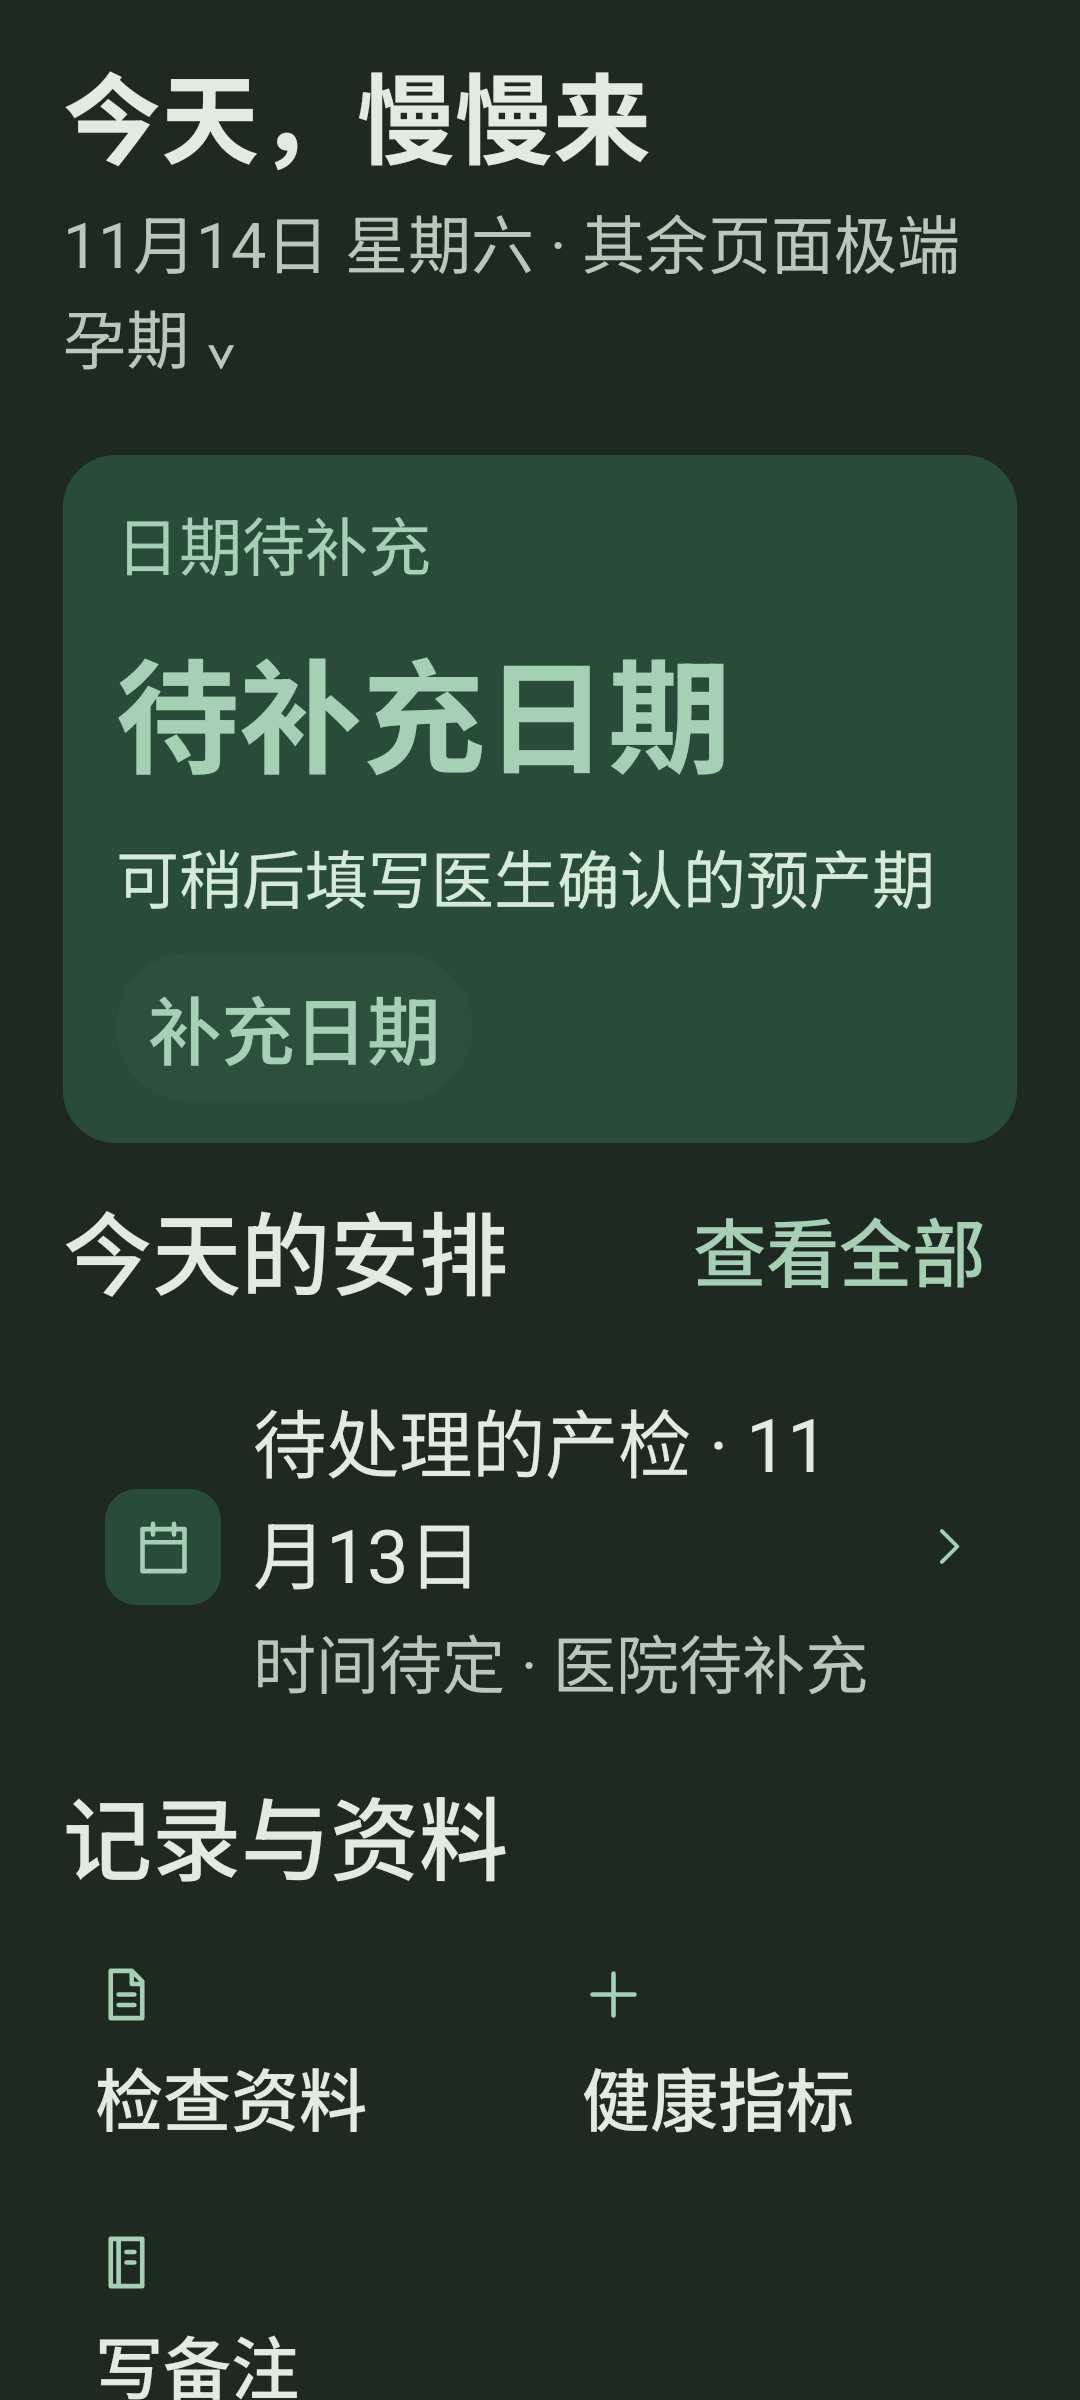 今天，慢慢来
11月14日 星期六 · 其余页面极端
孕期
日期待补充
待补充日期
可稍后填写医生确认的预产期
补充日期
今天的安排
查看全部
待处理的产检 · 11
月13日
时间待定 · 医院待补充
记录与资料
检查资料
健康指标
写备注